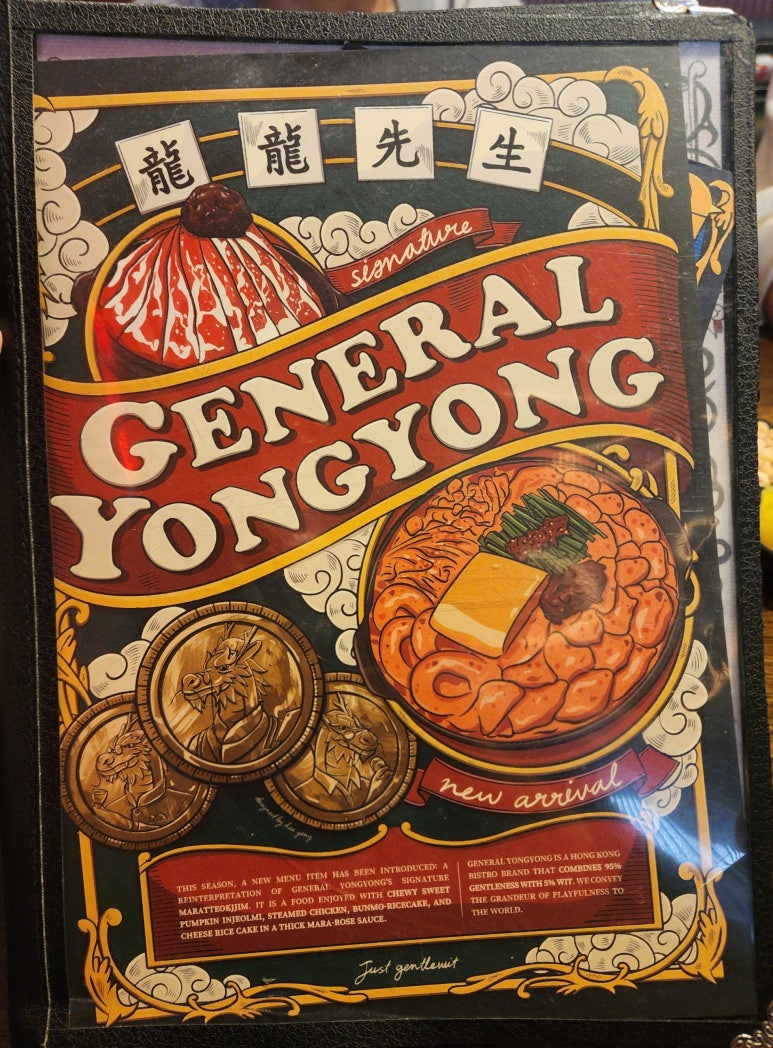 龍 龍 先 生
signature
GENERAL
YONGYONG
new arrival
THIS SEASON, A NEW MENU ITEM HAS BEEN INTRODUCED: A
REINTERPRETATION OF GENERAL YONGYONG'S SIGNATURE
MARATTEOKJJIM. IT IS A FOOD ENJOYED WITH CHEWY SWEET
PUMPKIN INJEOLMI, STEAMED CHICKEN, BUNMO-RICECAKE, AND
CHEESE RICE CAKE IN A THICK MARA-ROSE SAUCE.
GENERAL YONGYONG IS A HONG KONG
BISTRO BRAND THAT COMBINES 95%
GENTLENESS WITH 5% WIT. WE CONVEY
THE GRANDEUR OF PLAYFULNESS TO
THE WORLD.
Just gentlewit